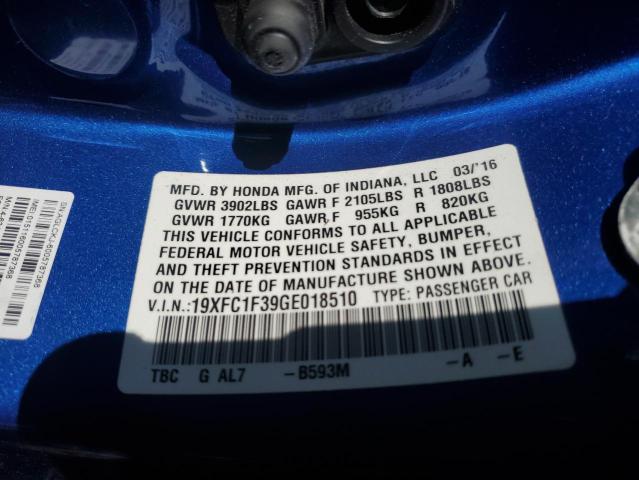 MFD. BY HONDA MFG. OF INDIANA, LLC 03/'16
GVWR 3902LBS GAWR F 2105LBS R 1808LBS
GVWR 1770KG GAWR F 955KG R 820KG
THIS VEHICLE CONFORMS TO ALL APPLICABLE
FEDERAL MOTOR VEHICLE SAFETY, BUMPER,
AND THEFT PREVENTION STANDARDS IN EFFECT
ON THE DATE OF MANUFACTURE SHOWN ABOVE.
V.I.N.:19XFC1F39GE018510 TYPE: PASSENGER CAR
TBC G AL7 -B593M -A -E